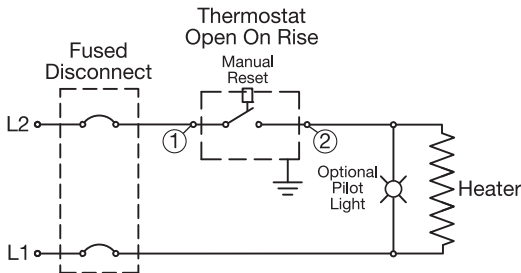 Thermostat
Open On Rise
Fused
Disconnect
Manual
Reset
L2
1
2
Optional
Pilot
Light
Heater
L1